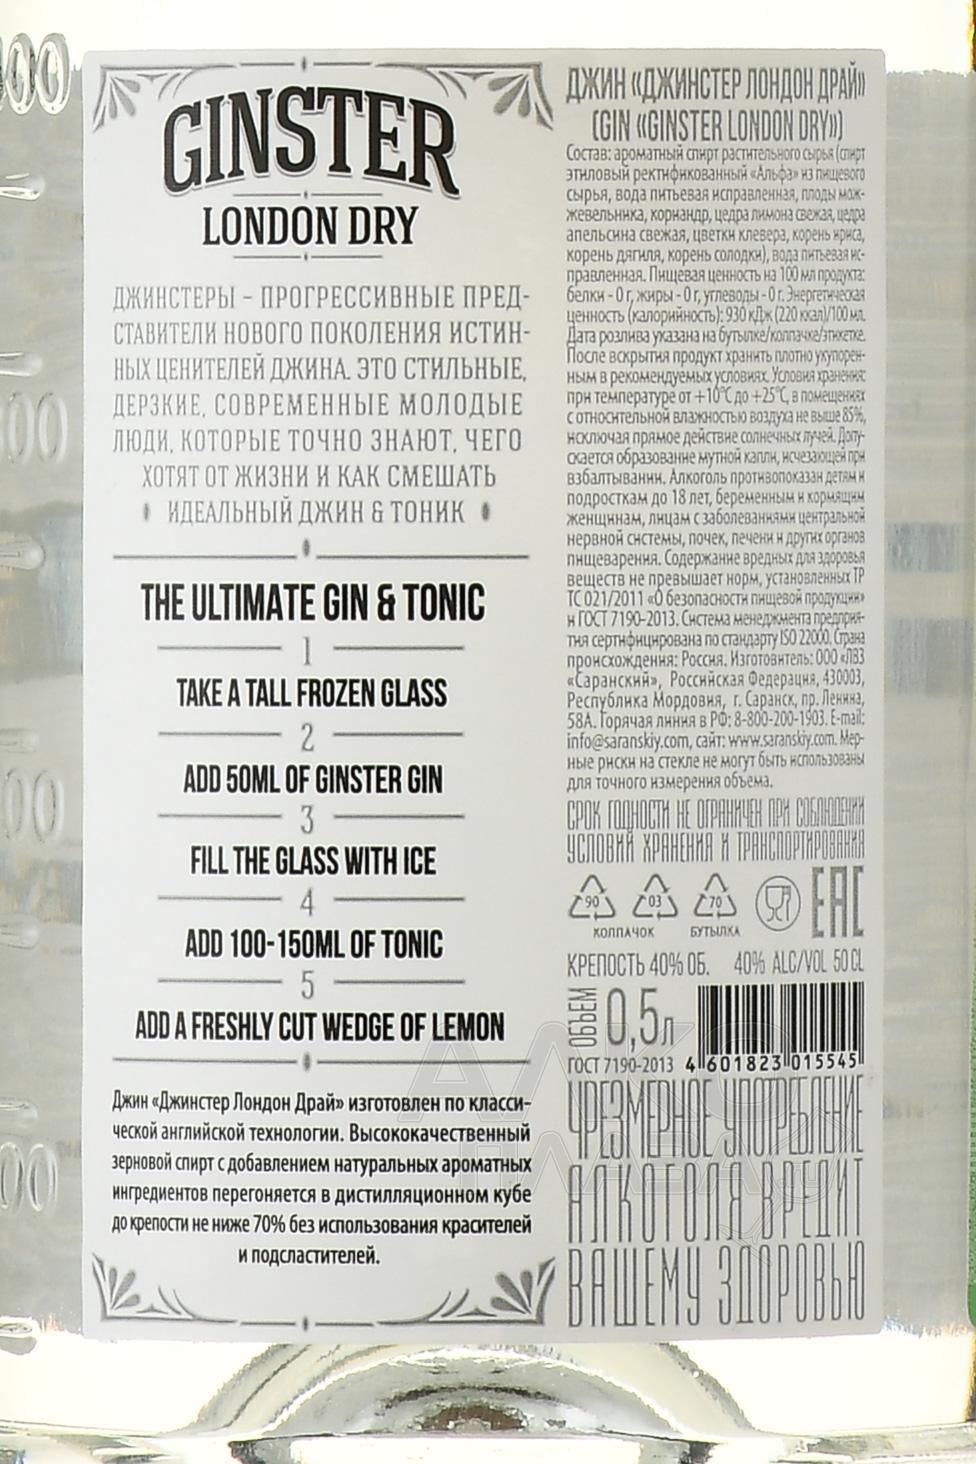 GINSTER
LONDON DRY
ДЖИНСТЕРЫ – ПРОГРЕССИВНЫЕ ПРЕД-
СТАВИТЕЛИ НОВОГО ПОКОЛЕНИЯ ИСТИН-
НЫХ ЦЕНИТЕЛЕЙ ДЖИНА. ЭТО СТИЛЬНЫЕ,
ДЕРЗКИЕ, СОВРЕМЕННЫЕ МОЛОДЫЕ
ЛЮДИ, КОТОРЫЕ ТОЧНО ЗНАЮТ, ЧЕГО
ХОТЯТ ОТ ЖИЗНИ И КАК СМЕШАТЬ
ИДЕАЛЬНЫЙ ДЖИН & ТОНИК
THE ULTIMATE GIN & TONIC
1
TAKE A TALL FROZEN GLASS
2
ADD 50ML OF GINSTER GIN
3
FILL THE GLASS WITH ICE
4
ADD 100-150ML OF TONIC
5
ADD A FRESHLY CUT WEDGE OF LEMON
Джин «Джинстер Лондон Драй» изготовлен по класси-
ческой английской технологии. Высококачественный
зерновой спирт с добавлением натуральных ароматных
ингредиентов перегоняется в дистилляционном кубе
до крепости не ниже 70% без использования красителей
и подсластителей.
ДЖИН «ДЖИНСТЕР ЛОНДОН ДРАЙ»
(GIN «GINSTER LONDON DRY»)
Состав: ароматный спирт растительного сырья (спирт
этиловый ректификованный «Альфа» из пищевого
сырья, вода питьевая исправленная, плоды мож-
жевельника, кориандр, цедра лимона свежая, цедра
апельсина свежая, цветки клевера, корень ириса,
корень дягиля, корень солодки), вода питьевая ис-
правленная. Пищевая ценность на 100 мл продукта:
белки - 0 г, жиры - 0 г, углеводы - 0 г. Энергетическая
ценность (калорийность): 930 кДж (220 ккал)/100 мл.
Дата розлива указана на бутылке/колпачке/этикетке.
После вскрытия продукт хранить плотно укупорен-
ным в рекомендуемых условиях. Условия хранения:
при температуре от +10°С до +25°С, в помещениях
с относительной влажностью воздуха не выше 85%,
исключая прямое действие солнечных лучей. Допу-
скается образование мутной капли, исчезающей при
взбалтывании. Алкоголь противопоказан детям и
подросткам до 18 лет, беременным и кормящим
женщинам, лицам с заболеваниями центральной
нервной системы, почек, печени и других органов
пищеварения. Содержание вредных для здоровья
веществ не превышает норм, установленных ТР
ТС 021/2011 «О безопасности пищевой продукции»
и ГОСТ 7190-2013. Система менеджмента предприя-
тия сертифицирована по стандарту ISO 22000. Страна
происхождения: Россия. Изготовитель: ООО «ЛВЗ
«Саранский», Российская Федерация, 430003,
Республика Мордовия, г. Саранск, пр. Ленина,
58А. Горячая линия в РФ: 8-800-200-1903. E-mail:
info@saranskiy.com, сайт: www.saranskiy.com. Мер-
ные риски на стекле не могут быть использованы
для точного измерения объема.
СРОК ГОДНОСТИ НЕ ОГРАНИЧЕН ПРИ СОБЛЮДЕНИИ
УСЛОВИЙ ХРАНЕНИЯ И ТРАНСПОРТИРОВАНИЯ
90 03 70 EAC
КОЛПАЧОК БУТЫЛКА
КРЕПОСТЬ 40% ОБ. 40% ALC/VOL 50 CL
ОБЪЕМ 0,5л
ГОСТ 7190-2013 4 601823 015545
ЧРЕЗМЕРНОЕ УПОТРЕБЛЕНИЕ
АЛКОГОЛЯ ВРЕДИТ
ВАШЕМУ ЗДОРОВЬЮ